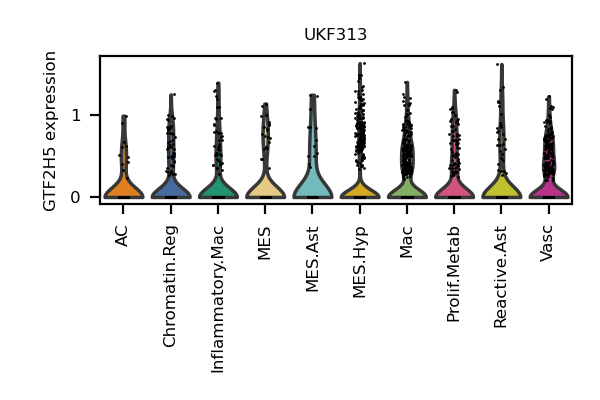 UKF313
GTF2H5 expression
1
0
AC
Chromatin.Reg
Inflammatory.Mac
MES
MES.Ast
MES.Hyp
Mac
Prolif.Metab
Reactive.Ast
Vasc